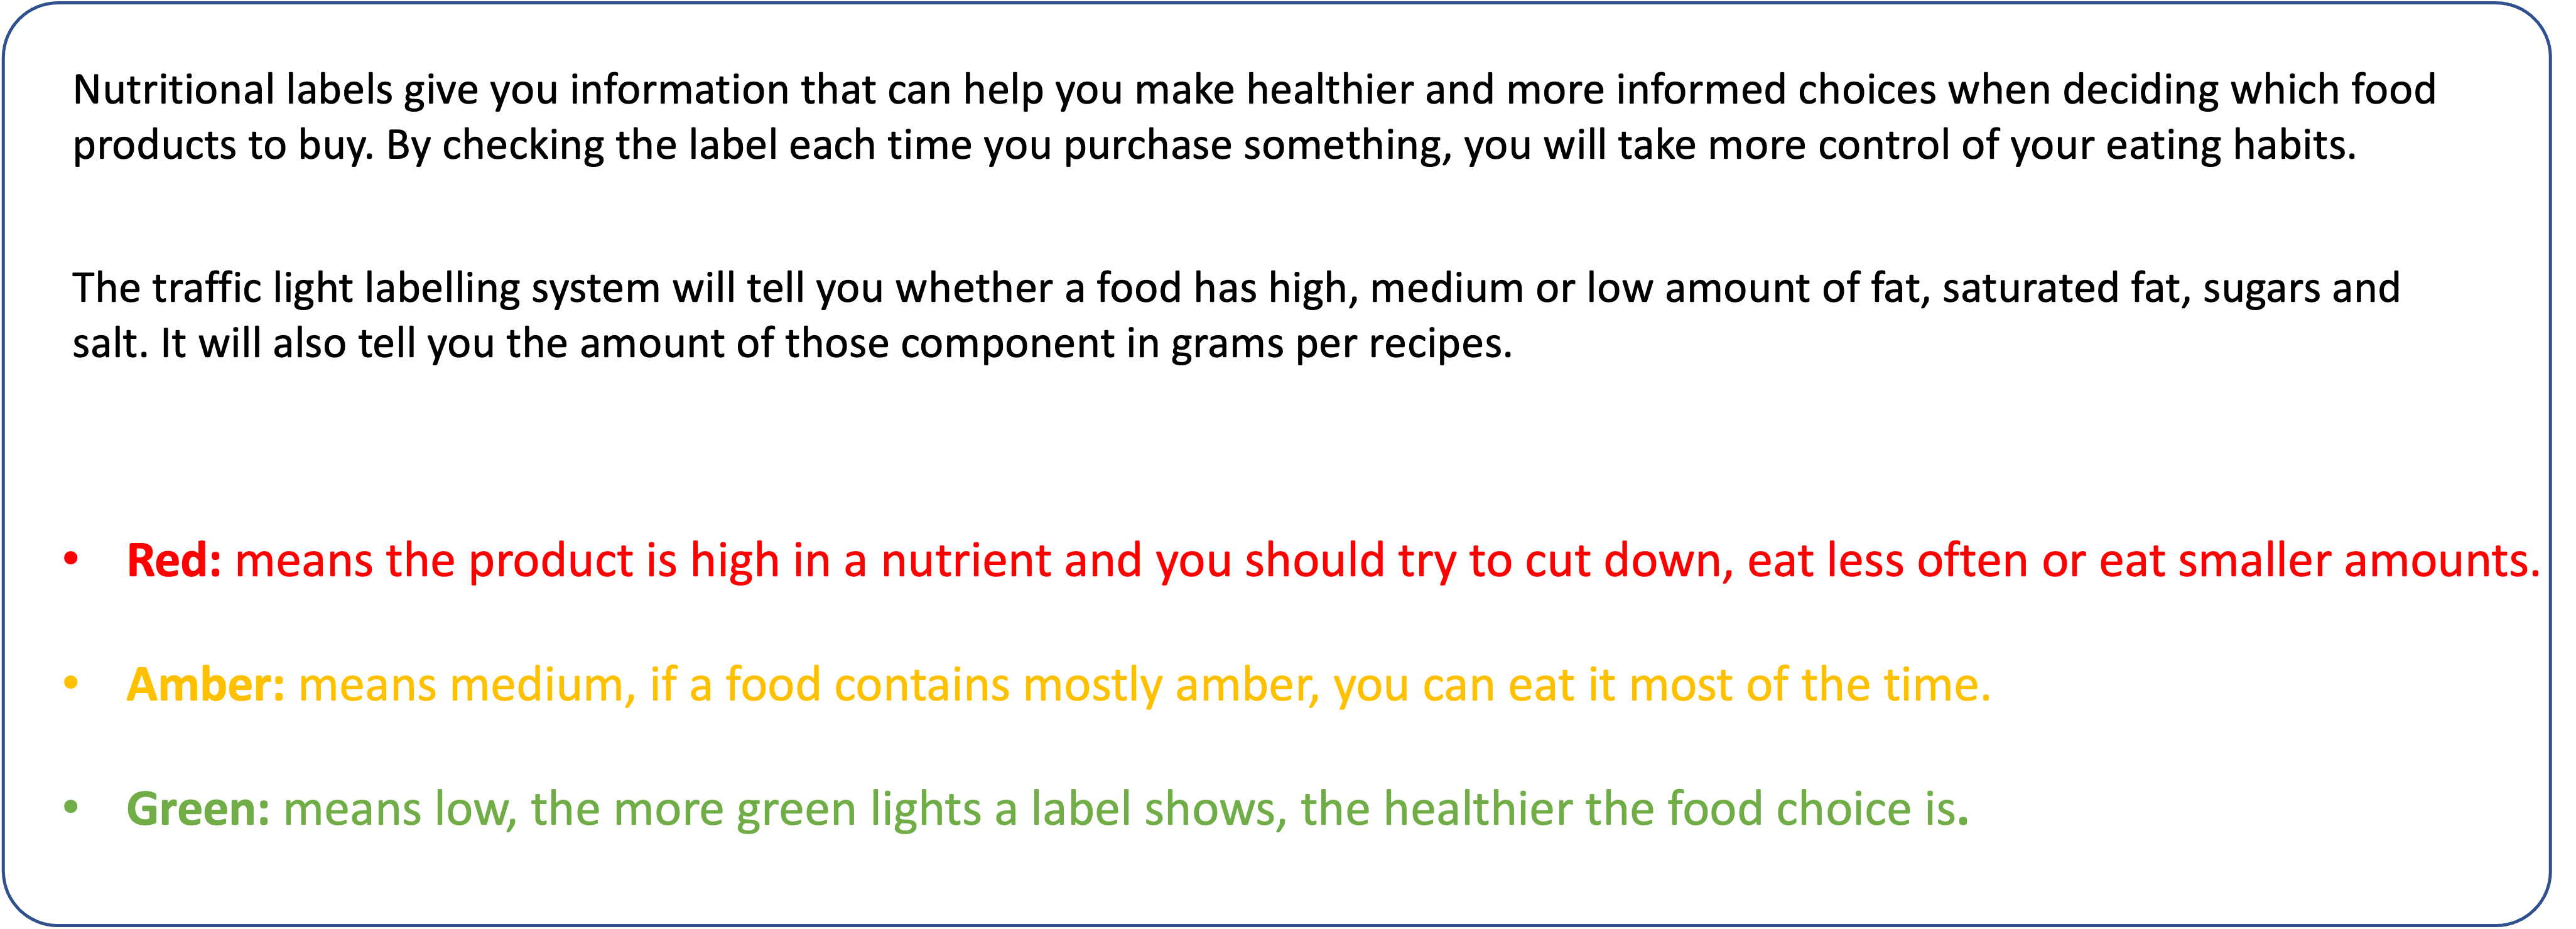 Nutritional labels give you information that can help you make healthier and more informed choices when deciding which food
products to buy. By checking the label each time you purchase something, you will take more control of your eating habits.
The traffic light labelling system will tell you whether a food has high, medium or low amount of fat, saturated fat, sugars and
salt. It will also tell you the amount of those component in grams per recipes.
• Red: means the product is high in a nutrient and you should try to cut down, eat less often or eat smaller amounts.
• Amber: means medium, if a food contains mostly amber, you can eat it most of the time.
• Green: means low, the more green lights a label shows, the healthier the food choice is.